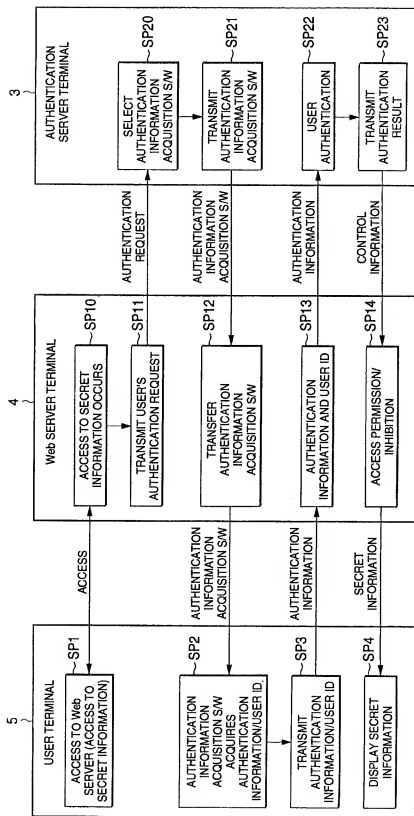 5
USER TERMINAL
SP1
ACCESS TO Web
SERVER (ACCESS TO
SECRET INFORMATION)
SP2
AUTHENTICATION
INFORMATION
ACQUISITION S/W
ACQUIRES
AUTHENTICATION
INFORMATION/USER ID.
SP3
TRANSMIT
AUTHENTICATION
INFORMATION/USER ID
SP4
DISPLAY SECRET
INFORMATION
ACCESS
AUTHENTICATION
INFORMATION
ACQUISITION S/W
AUTHENTICATION
INFORMATION
SECRET
INFORMATION
4
Web SERVER TERMINAL
SP10
ACCESS TO SECRET
INFORMATION OCCURS
SP11
TRANSMIT USER'S
AUTHENTICATION REQUEST
SP12
TRANSFER
AUTHENTICATION
INFORMATION
ACQUISITION S/W
SP13
AUTHENTICATION
INFORMATION AND USER ID
SP14
ACCESS PERMISSION/
INHIBITION
AUTHENTICATION
REQUEST
AUTHENTICATION
INFORMATION
ACQUISITION S/W
AUTHENTICATION
INFORMATION
CONTROL
INFORMATION
3
AUTHENTICATION
SERVER TERMINAL
SP20
SELECT
AUTHENTICATION
INFORMATION
ACQUISITION S/W
SP21
TRANSMIT
AUTHENTICATION
INFORMATION
ACQUISITION S/W
SP22
USER
AUTHENTICATION
SP23
TRANSMIT
AUTHENTICATION
RESULT